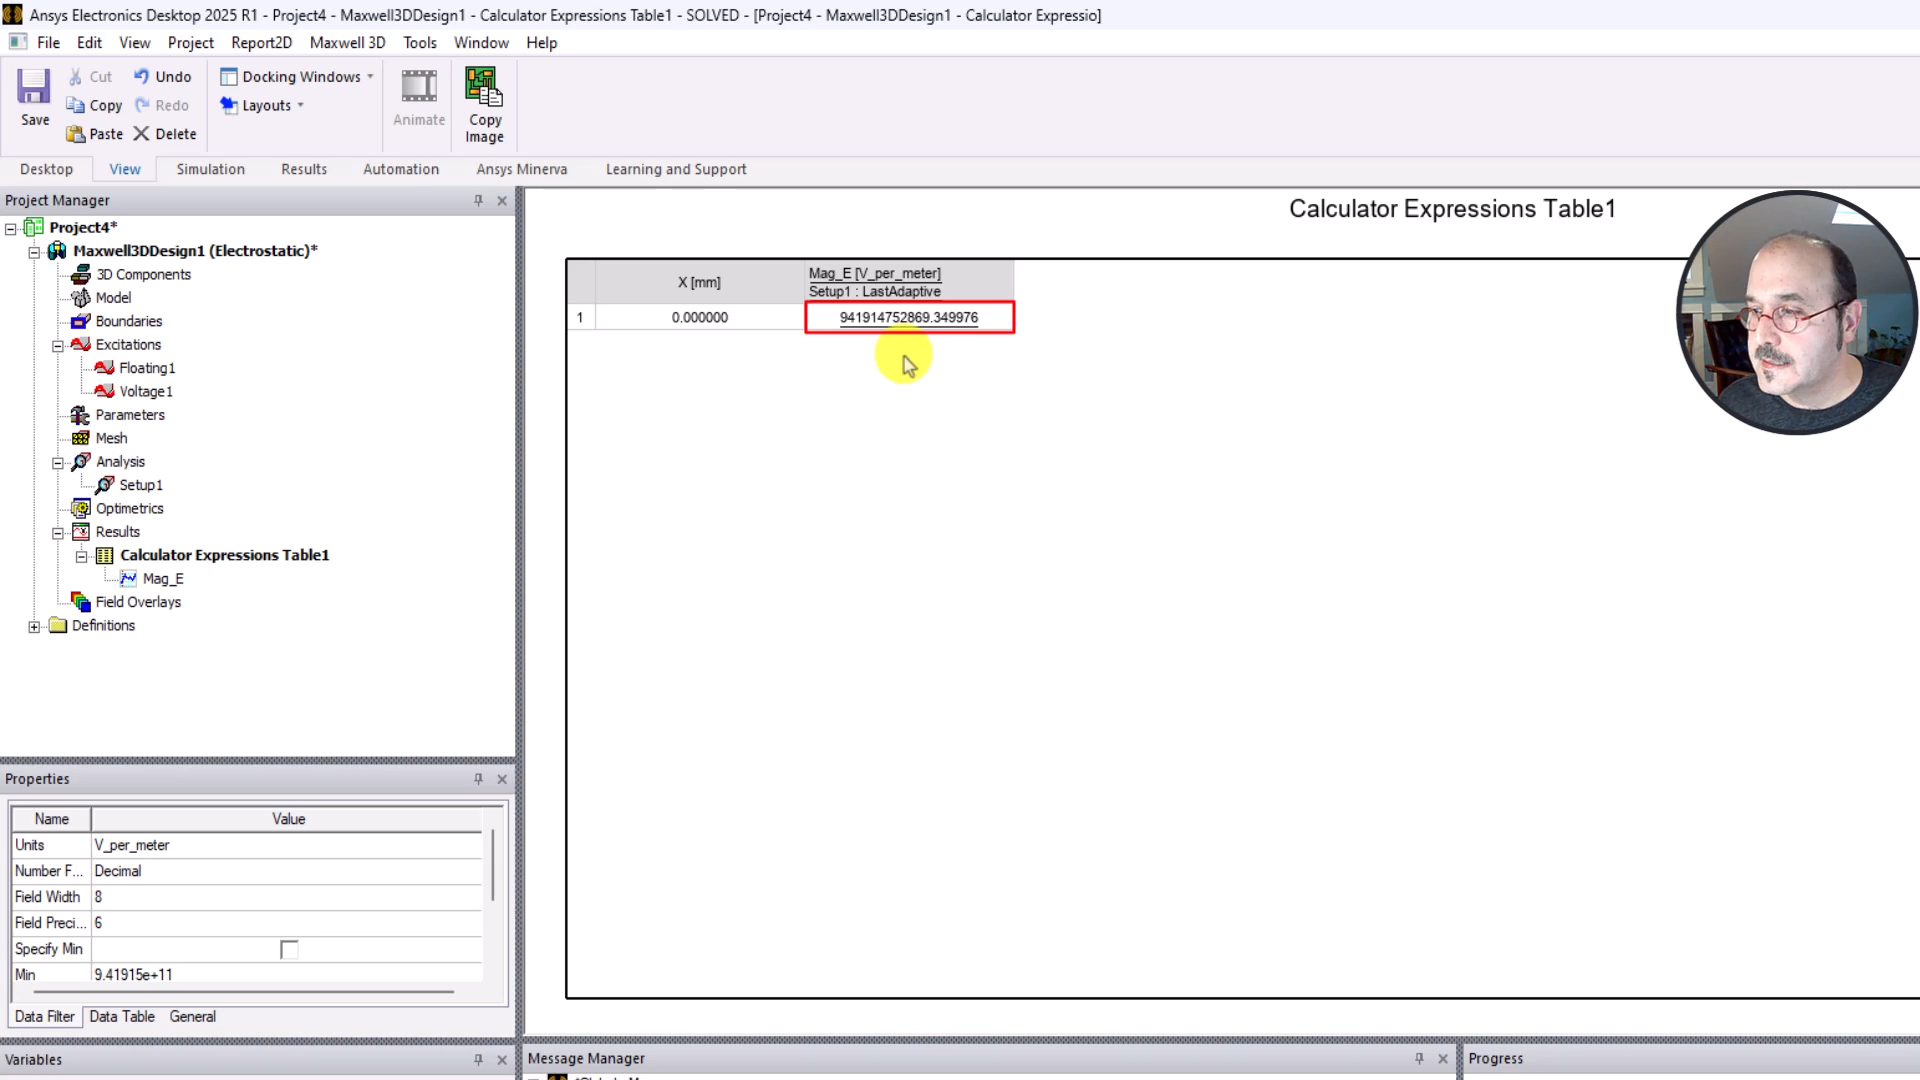 Ansys Electronics Desktop 2025 R1 - Project4 - Maxwell3DDesign1 - Calculator Expressions Table1 - SOLVED - [Project4 - Maxwell3DDesign1 - Calculator Expressio]
File Edit View Project Report2D Maxwell 3D Tools Window Help
Save Cut Undo Docking Windows Animate Copy Image
Copy Redo Layouts
Paste Delete
Desktop View Simulation Results Automation Ansys Minerva Learning and Support
Project Manager
Project4*
Maxwell3DDesign1 (Electrostatic)*
3D Components
Model
Boundaries
Excitations
Floating1
Voltage1
Parameters
Mesh
Analysis
Setup1
Optimetrics
Results
Calculator Expressions Table1
Mag_E
Field Overlays
Definitions
Calculator Expressions Table1
X [mm] Mag_E [V_per_meter]
Setup1 : LastAdaptive
1 0.000000 941914752869.349976
Properties
Name Value
Units V_per_meter
Number F... Decimal
Field Width 8
Field Preci... 6
Specify Min
Min 9.41915e+11
Data Filter Data Table General
Variables
Message Manager
Progress